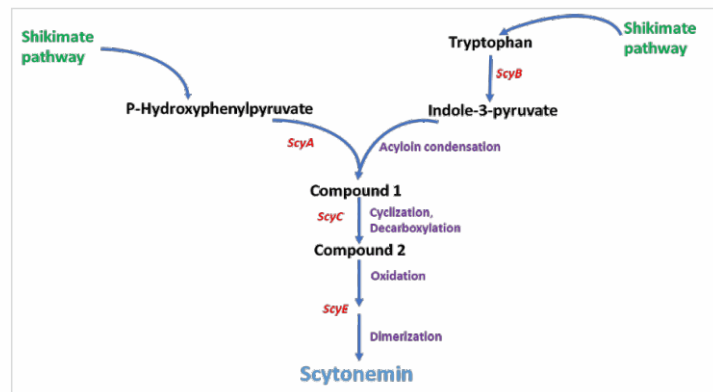 Shikimate
pathway
Shikimate
pathway
Tryptophan
ScyB
P-Hydroxyphenylpyruvate
Indole-3-pyruvate
ScyA
Acyloin condensation
Compound 1
ScyC
Cyclization,
Decarboxylation
Compound 2
Oxidation
ScyE
Dimerization
Scytonemin